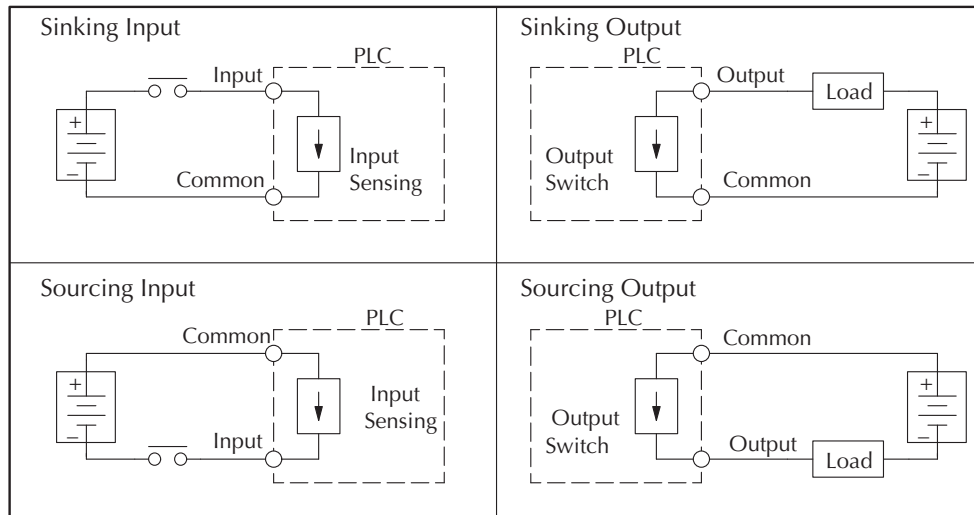 Sinking Input
PLC
Input
+
−
Input
Sensing
Common
Sinking Output
PLC
Output
Load
+
−
Output
Switch
Common
Sourcing Input
PLC
Common
+
−
Input
Sensing
Input
Sourcing Output
PLC
Common
+
−
Output
Switch
Output
Load